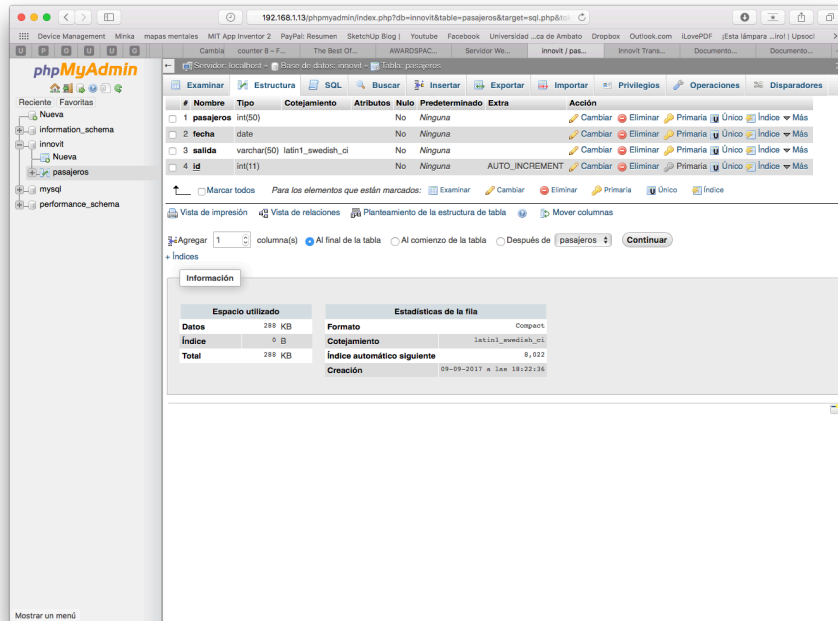 192.168.1.13/phpmyadmin/index.php?db=innovit&table=pasajeros&target=sql.php&tok
Device Management Minka mapas mentales MIT App Inventor 2 PayPal: Resumen SketchUp Blog | Youtube Facebook Universidad ...ca de Ambato Dropbox Outlook.com iLovePDF ¡Esta lámpara ...iro! | Upsocl
U P G U U G Cambia counter 8 – F... The Best Of... AWARDSPAC... Servidor We... innovit / pas... Innovit Trans... Documento... Documento...
phpMyAdmin
Reciente Favoritas
Nueva
information_schema
innovit
Nueva
pasajeros
mysql
performance_schema
Mostrar un menú
Servidor: localhost » Base de datos: innovit » Tabla: pasajeros
Examinar Estructura SQL Buscar Insertar Exportar Importar Privilegios Operaciones Disparadores
# Nombre Tipo Cotejamiento Atributos Nulo Predeterminado Extra Acción
1 pasajeros int(50) No Ninguna Cambiar Eliminar Primaria Único Índice Más
2 fecha date No Ninguna Cambiar Eliminar Primaria Único Índice Más
3 salida varchar(50) latin1_swedish_ci No Ninguna Cambiar Eliminar Primaria Único Índice Más
4 id int(11) No Ninguna AUTO_INCREMENT Cambiar Eliminar Primaria Único Índice Más
Marcar todos Para los elementos que están marcados: Examinar Cambiar Eliminar Primaria Único Índice
Vista de impresión Vista de relaciones Planteamiento de la estructura de tabla Mover columnas
Agregar 1 columna(s) Al final de la tabla Al comienzo de la tabla Después de pasajeros Continuar
+ Índices
Información
Espacio utilizado
Datos 288 KB
Índice 0 B
Total 288 KB
Estadísticas de la fila
Formato Compact
Cotejamiento latin1_swedish_ci
Índice automático siguiente 8,022
Creación 09-09-2017 a las 18:22:36